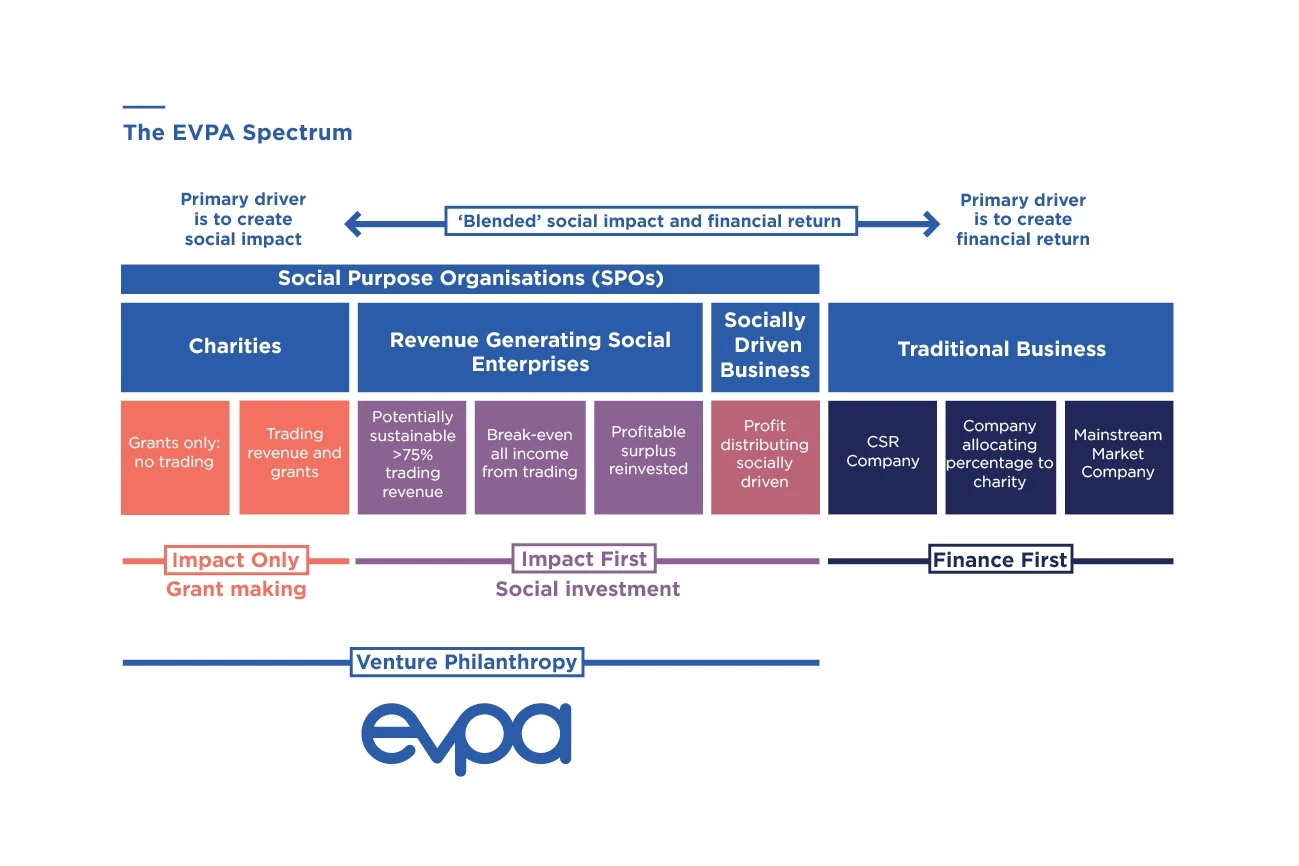 The EVPA Spectrum
Primary driver
is to create
social impact
‘Blended’ social impact and financial return
Primary driver
is to create
financial return
Social Purpose Organisations (SPOs)
Charities
Revenue Generating Social
Enterprises
Socially
Driven
Business
Traditional Business
Grants only:
no trading
Trading
revenue and
grants
Potentially
sustainable
>75%
trading
revenue
Break-even
all income
from trading
Profitable
surplus
reinvested
Profit
distributing
socially
driven
CSR
Company
Company
allocating
percentage to
charity
Mainstream
Market
Company
Impact Only
Grant making
Impact First
Social investment
Finance First
Venture Philanthropy
evpa